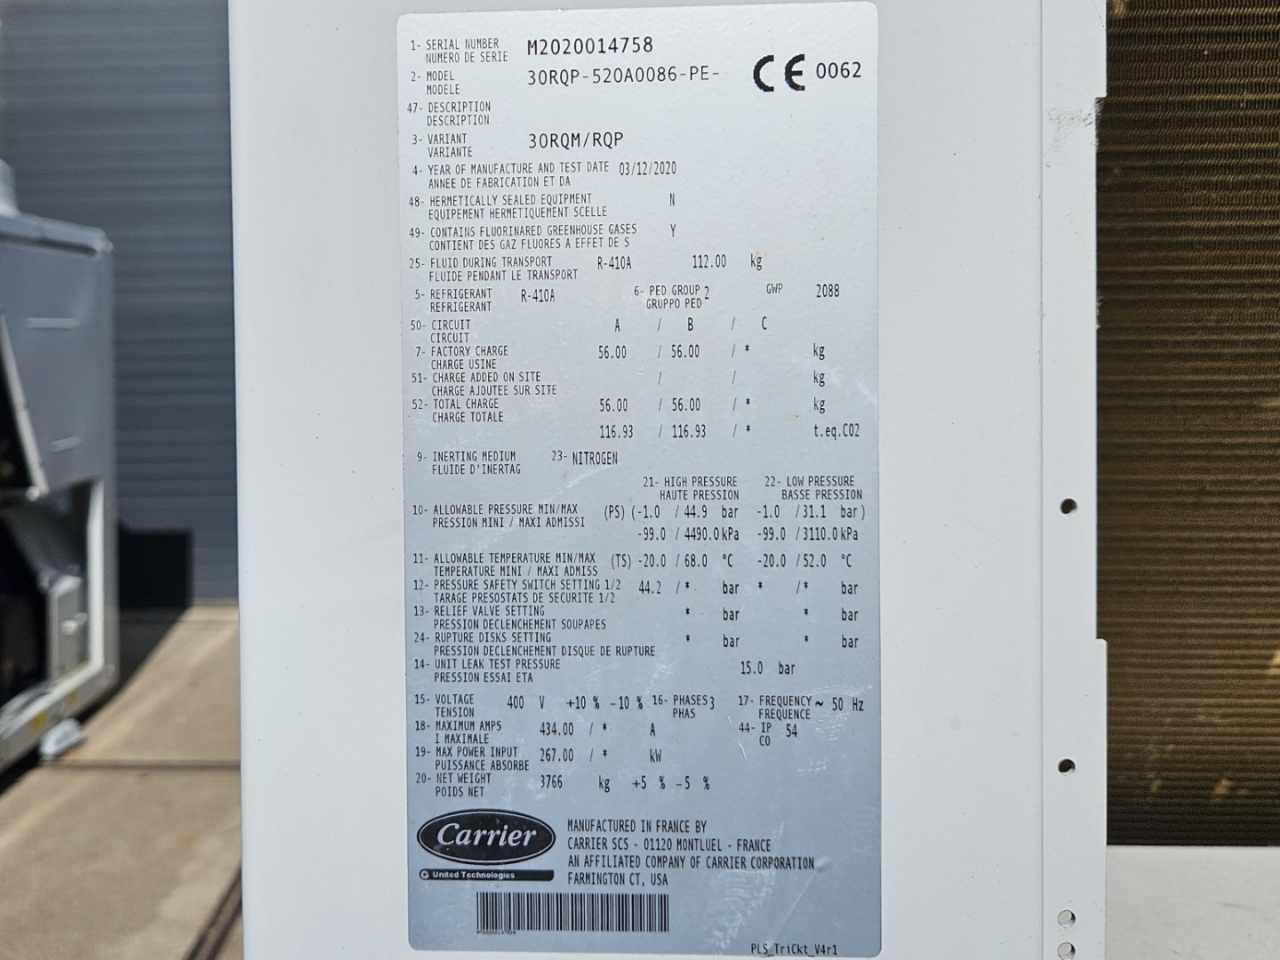 1- SERIAL NUMBER M2020014758
NUMERO DE SERIE
2- MODEL 30RQP-520A0086-PE- CE 0062
MODELE
47- DESCRIPTION
DESCRIPTION
3- VARIANT 30RQM/RQP
VARIANTE
4- YEAR OF MANUFACTURE AND TEST DATE 03/12/2020
ANNEE DE FABRICATION ET DA
48- HERMETICALLY SEALED EQUIPMENT N
EQUIPEMENT HERMETIQUEMENT SCELLE
49- CONTAINS FLUORINARED GREENHOUSE GASES Y
CONTIENT DES GAZ FLUORES A EFFET DE S
25- FLUID DURING TRANSPORT R-410A 112.00 kg
FLUIDE PENDANT LE TRANSPORT
5- REFRIGERANT R-410A 6- PED GROUP 2 GWP 2088
REFRIGERANT GRUPPO PED
50- CIRCUIT A / B / C
CIRCUIT
7- FACTORY CHARGE 56.00 / 56.00 / * kg
CHARGE USINE
51- CHARGE ADDED ON SITE / / kg
CHARGE AJOUTEE SUR SITE
52- TOTAL CHARGE 56.00 / 56.00 / * kg
CHARGE TOTALE
116.93 / 116.93 / * t.eq.CO2
9- INERTING MEDIUM 23- NITROGEN
FLUIDE D'INERTAG
21- HIGH PRESSURE 22- LOW PRESSURE
HAUTE PRESSION BASSE PRESSION
10- ALLOWABLE PRESSURE MIN/MAX (PS) (-1.0 / 44.9 bar -1.0 /31.1 bar)
PRESSION MINI / MAXI ADMISSI
-99.0 / 4490.0 kPa -99.0 / 3110.0 kPa
11- ALLOWABLE TEMPERATURE MIN/MAX (TS) -20.0 / 68.0 °C -20.0 / 52.0 °C
TEMPERATURE MINI / MAXI ADMISS
12- PRESSURE SAFETY SWITCH SETTING 1/2 44.2 /* bar * /* bar
TARAGE PRESOSTATS DE SECURITE 1/2
13- RELIEF VALVE SETTING * bar * bar
PRESSION DECLENCHEMENT SOUPAPES
24- RUPTURE DISKS SETTING * bar * bar
PRESSION DECLENCHEMENT DISQUE DE RUPTURE
14- UNIT LEAK TEST PRESSURE 15.0 bar
PRESSION ESSAI ETA
15- VOLTAGE 400 V +10 % -10 % 16- PHASES 3 17- FREQUENCY ~ 50 Hz
TENSION PHAS FREQUENCE
18- MAXIMUM AMPS 434.00 / * A 44- IP 54
I MAXIMALE CO
19- MAX POWER INPUT 267.00 / * kW
PUISSANCE ABSORBE
20- NET WEIGHT 3766 kg +5 % -5 %
POIDS NET
Carrier
United Technologies
MANUFACTURED IN FRANCE BY
CARRIER SCS - 01120 MONTLUEL - FRANCE
AN AFFILIATED COMPANY OF CARRIER CORPORATION
FARMINGTON CT, USA
PLS_TriCkt_V4r1